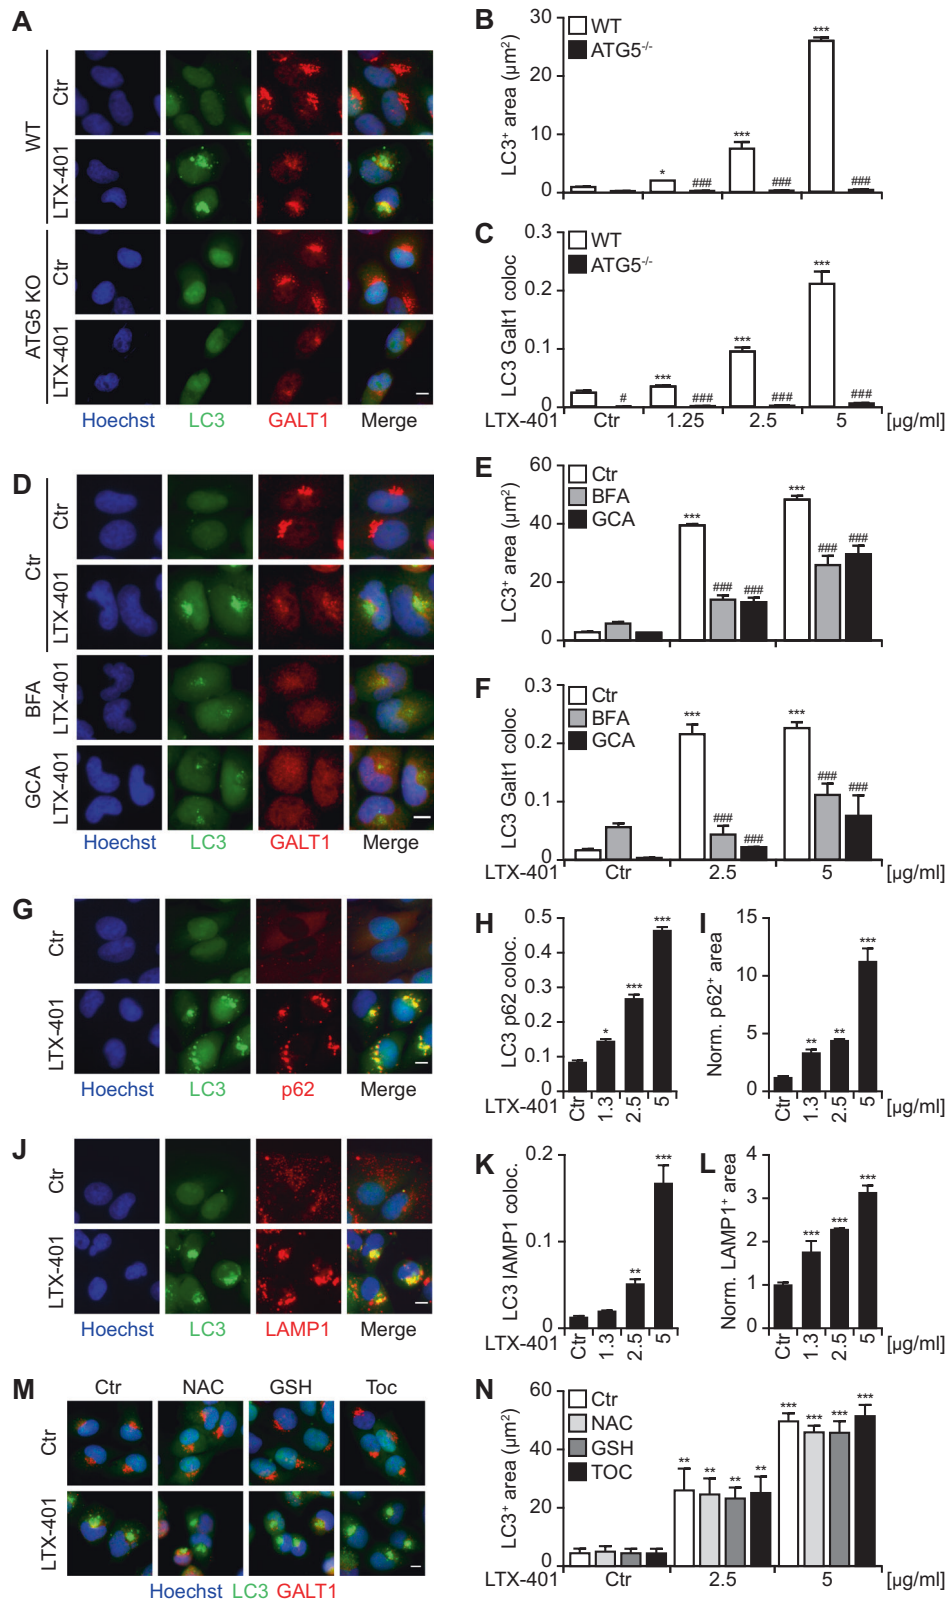 A
WT
Ctr
LTX-401
ATG5 KO
Ctr
LTX-401
Hoechst LC3 GALT1 Merge
B
LC3⁺ area (µm²)
30
20
10
0
WT
ATG5⁻/⁻
* ### *** ### *** ###
C
LC3 Galt1 coloc
0.3
0.2
0.1
0
WT
ATG5⁻/⁻
# *** ### *** ### *** ###
LTX-401 Ctr 1.25 2.5 5 [µg/ml]
D
Ctr
Ctr
LTX-401
BFA
LTX-401
GCA
LTX-401
Hoechst LC3 GALT1 Merge
E
LC3⁺ area (µm²)
60
40
20
0
Ctr
BFA
GCA
*** ### ### *** ### ###
F
LC3 Galt1 coloc
0.3
0.2
0.1
0
Ctr
BFA
GCA
*** ### ### *** ### ###
LTX-401 Ctr 2.5 5 [µg/ml]
G
Ctr
LTX-401
Hoechst LC3 p62 Merge
H
LC3 p62 coloc.
0.5
0.4
0.3
0.2
0.1
0
* *** ***
LTX-401 Ctr 1.3 2.5 5
I
Norm. p62⁺ area
15
10
5
0
** ** ***
Ctr 1.3 2.5 5 [µg/ml]
J
Ctr
LTX-401
Hoechst LC3 LAMP1 Merge
K
LC3 lAMP1 coloc.
0.2
0.1
0
** ***
LTX-401 Ctr 1.3 2.5 5
L
Norm. LAMP1⁺ area
4
3
2
1
0
*** *** ***
Ctr 1.3 2.5 5 [µg/ml]
M
Ctr NAC GSH Toc
Ctr
LTX-401
Hoechst LC3 GALT1
N
LC3⁺ area (µm²)
60
40
20
0
Ctr
NAC
GSH
TOC
** ** ** ** *** *** *** ***
LTX-401 Ctr 2.5 5 [µg/ml]